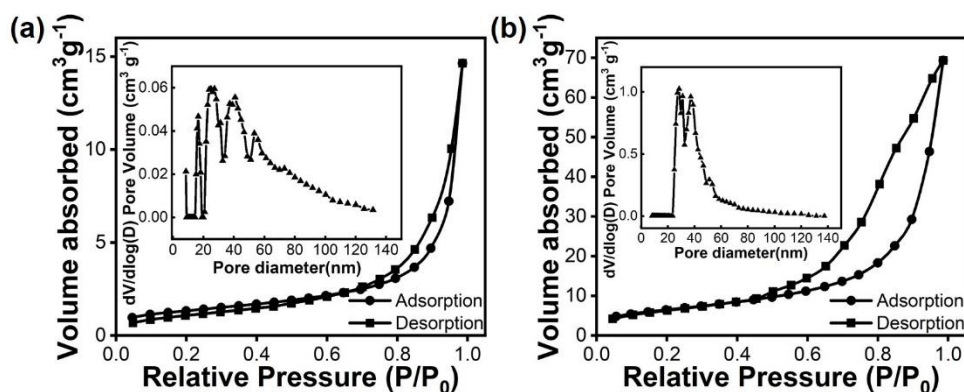 (a)
Volume absorbed (cm³g⁻¹)
15
10
5
0
0.0 0.2 0.4 0.6 0.8 1.0
Relative Pressure (P/P₀)
Adsorption
Desorption
dV/dlog(D) Pore Volume (cm³ g⁻¹)
0.06
0.04
0.02
0.00
0 20 40 60 80 100 120 140
Pore diameter(nm)
(b)
Volume absorbed (cm³g⁻¹)
70
60
50
40
30
20
10
0
0.0 0.2 0.4 0.6 0.8 1.0
Relative Pressure (P/P₀)
Adsorption
Desorption
dV/dlog(D) Pore Volume (cm³ g⁻¹)
1.0
0.5
0.0
0 20 40 60 80 100 120 140
Pore diameter(nm)